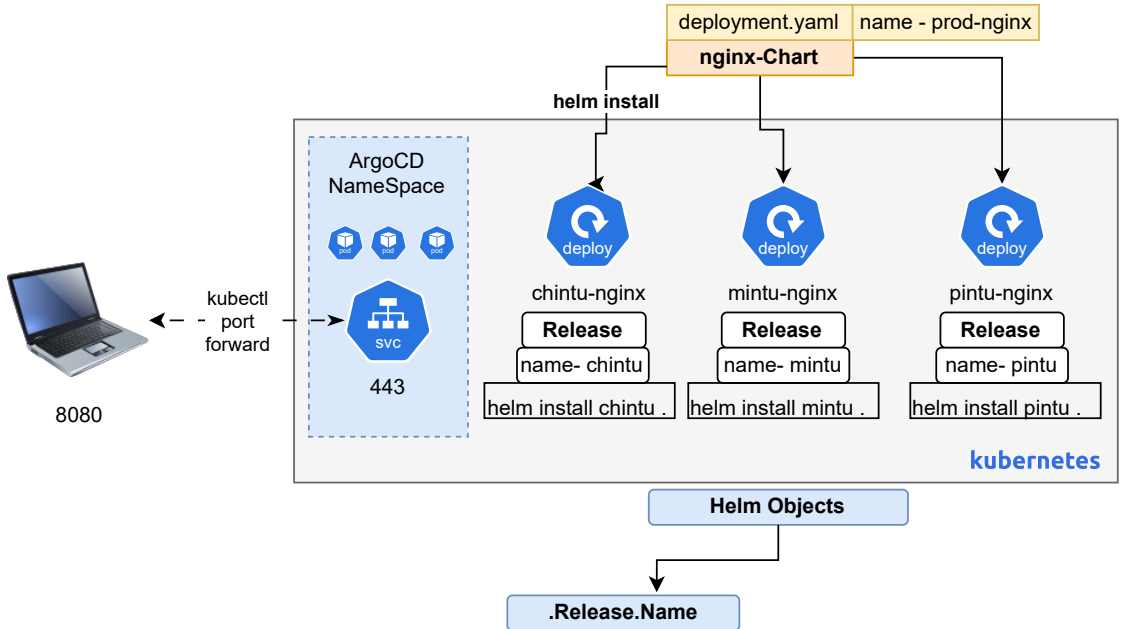 deployment.yaml
name - prod-nginx
nginx-Chart
helm install
ArgoCD
NameSpace
pod
pod
pod
svc
443
kubectl
port
forward
8080
deploy
chintu-nginx
Release
name- chintu
helm install chintu .
deploy
mintu-nginx
Release
name- mintu
helm install mintu .
deploy
pintu-nginx
Release
name- pintu
helm install pintu .
kubernetes
Helm Objects
.Release.Name